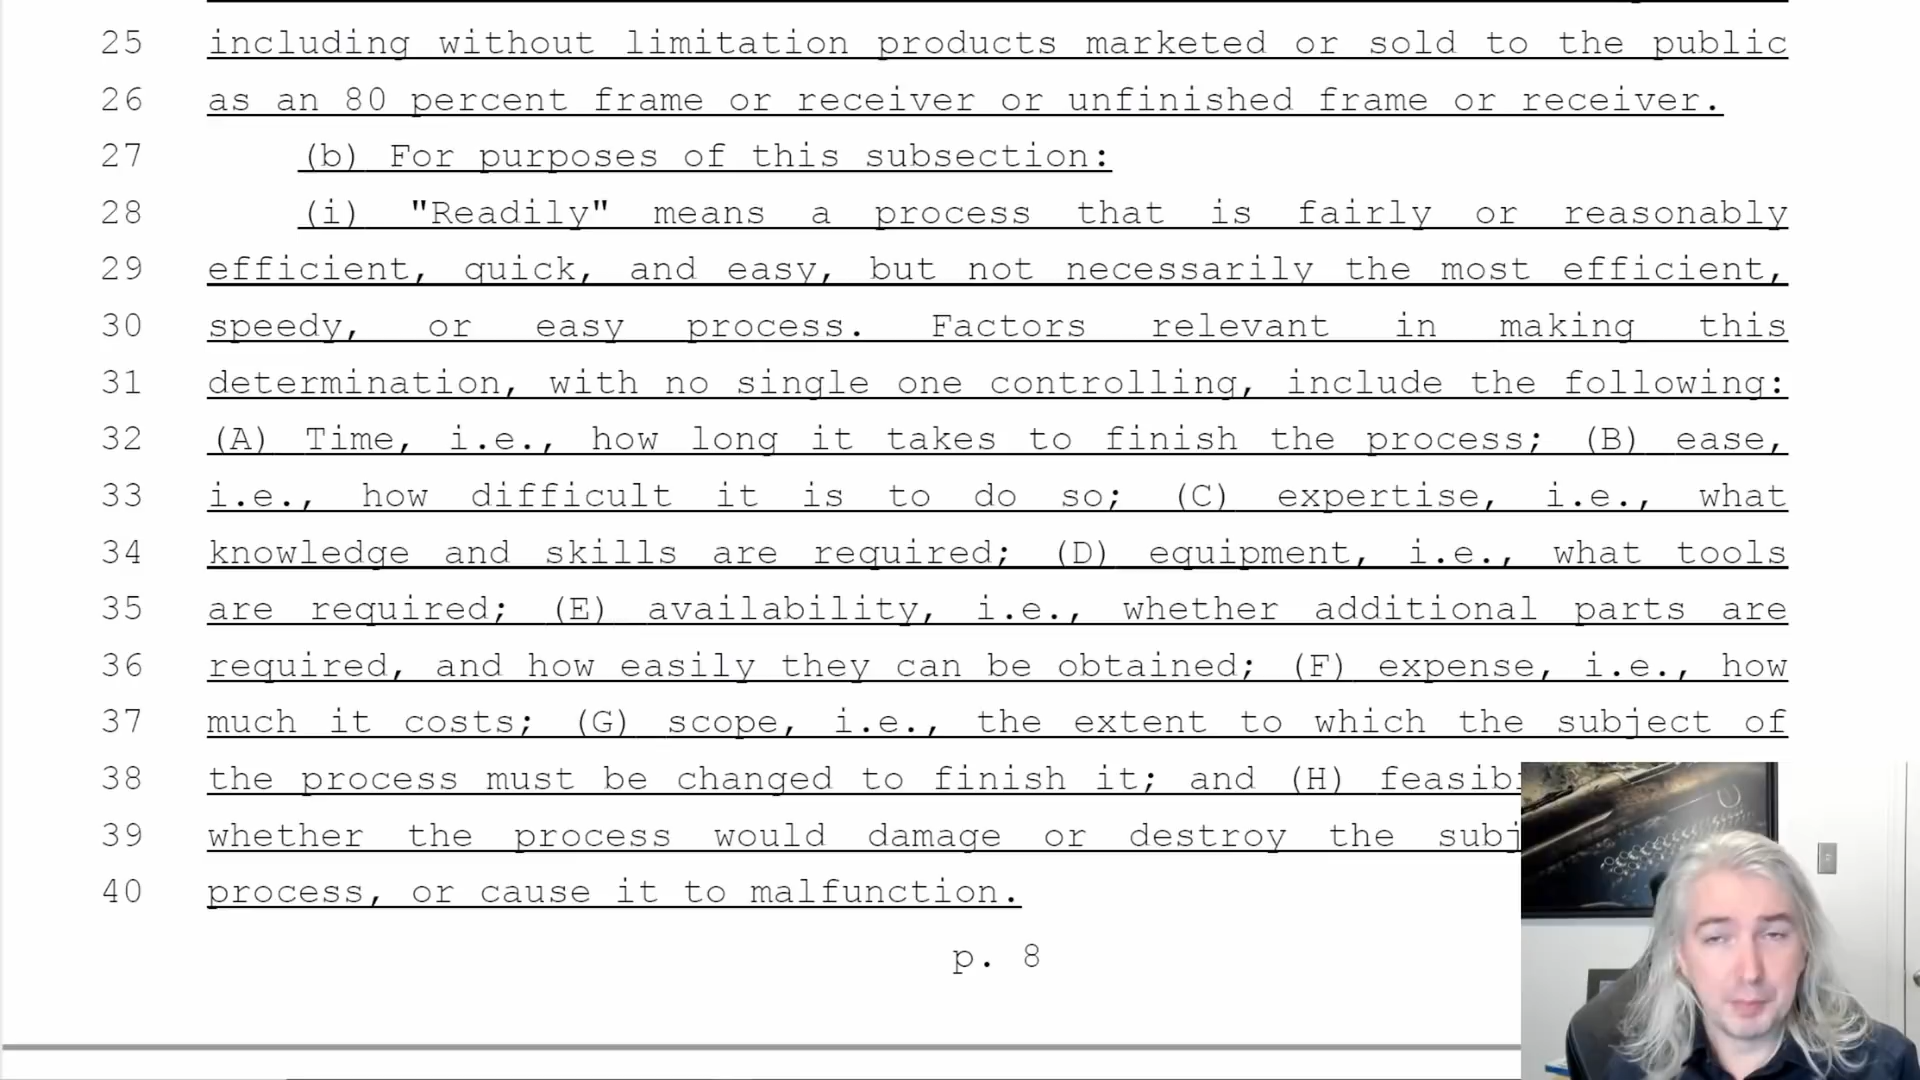 25 including without limitation products marketed or sold to the public
26 as an 80 percent frame or receiver or unfinished frame or receiver.
27 (b) For purposes of this subsection:
28 (i) "Readily" means a process that is fairly or reasonably
29 efficient, quick, and easy, but not necessarily the most efficient,
30 speedy, or easy process. Factors relevant in making this
31 determination, with no single one controlling, include the following:
32 (A) Time, i.e., how long it takes to finish the process; (B) ease,
33 i.e., how difficult it is to do so; (C) expertise, i.e., what
34 knowledge and skills are required; (D) equipment, i.e., what tools
35 are required; (E) availability, i.e., whether additional parts are
36 required, and how easily they can be obtained; (F) expense, i.e., how
37 much it costs; (G) scope, i.e., the extent to which the subject of
38 the process must be changed to finish it; and (H)
39 whether the process would damage or destroy the
40 process, or cause it to malfunction.
p. 8